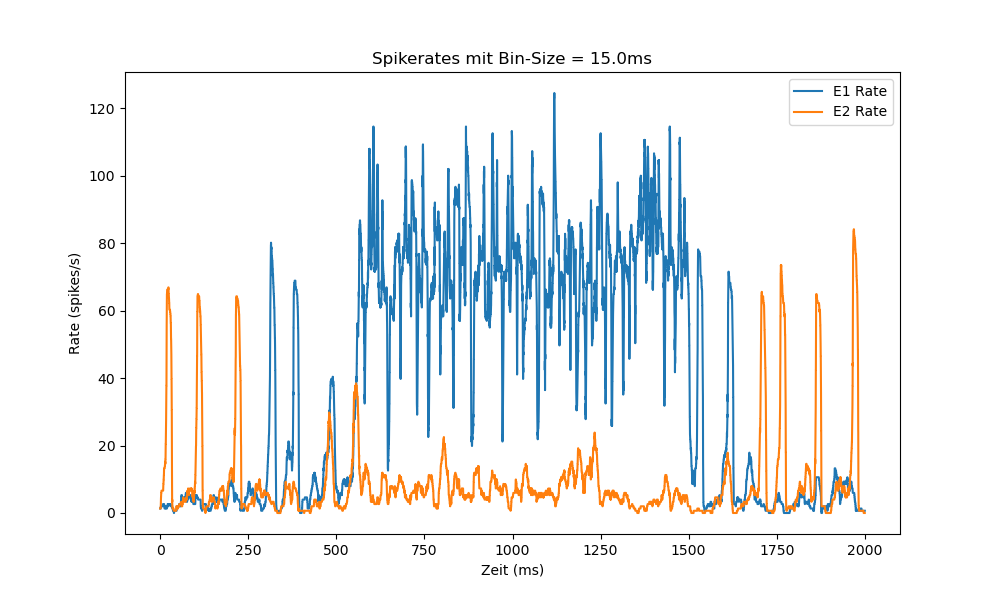 Spikerates mit Bin-Size = 15.0ms
E1 Rate
E2 Rate
120
100
80
60
40
20
0
Rate (spikes/s)
0 250 500 750 1000 1250 1500 1750 2000
Zeit (ms)